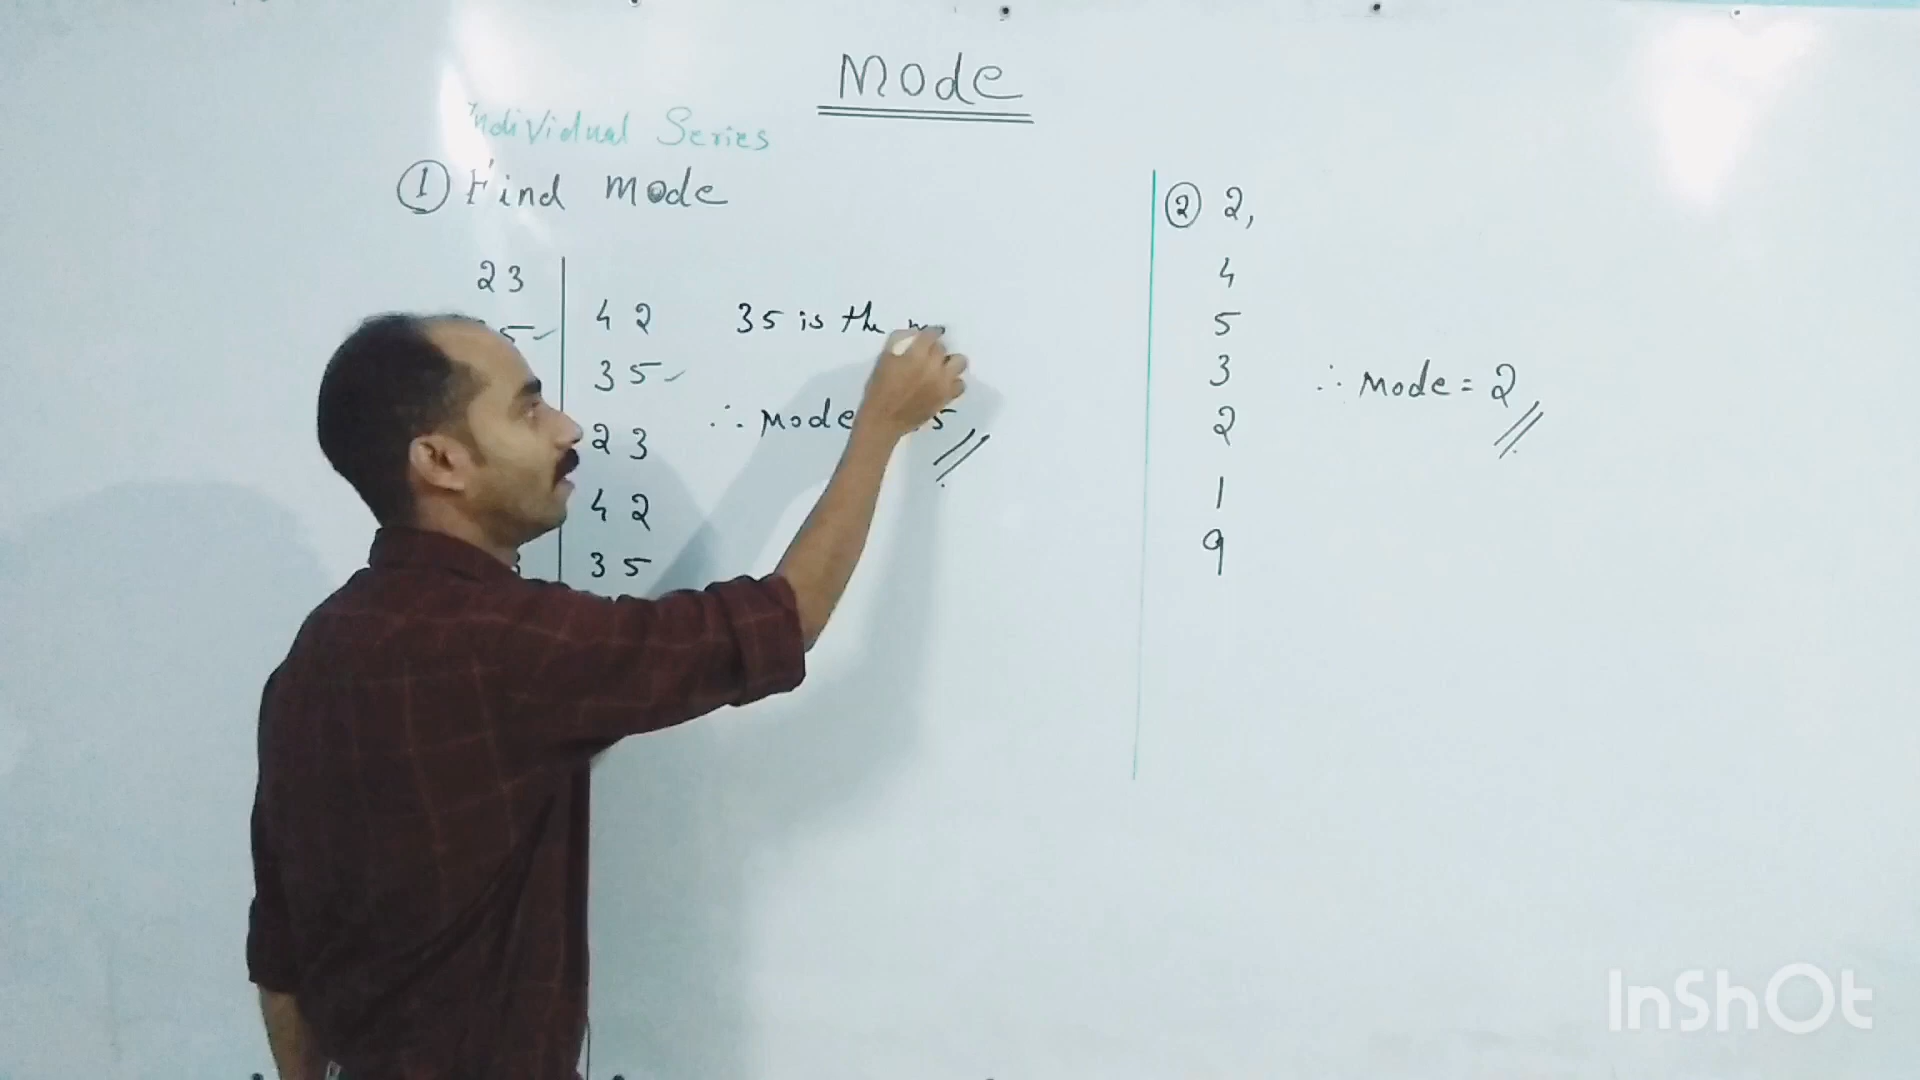 Mode
Individual Series
① Find mode
23
42
35 is the
35
∴ Mode
23
42
35
② 2,
4
5
3
2
1
9
∴ Mode = 2
InShOt